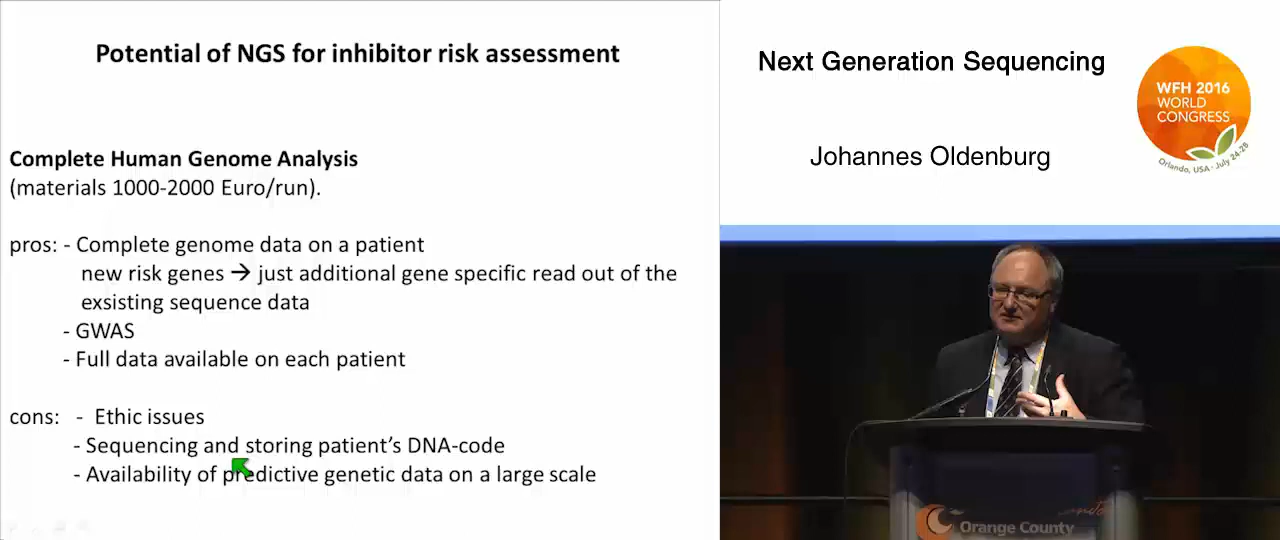 Potential of NGS for inhibitor risk assessment
Complete Human Genome Analysis
(materials 1000-2000 Euro/run).
pros: - Complete genome data on a patient
new risk genes → just additional gene specific read out of the
exsisting sequence data
- GWAS
- Full data available on each patient
cons: - Ethic issues
- Sequencing and storing patient's DNA-code
- Availability of predictive genetic data on a large scale
Next Generation Sequencing
Johannes Oldenburg
WFH 2016
WORLD
CONGRESS
Orlando, USA · July 24-28
Orange County